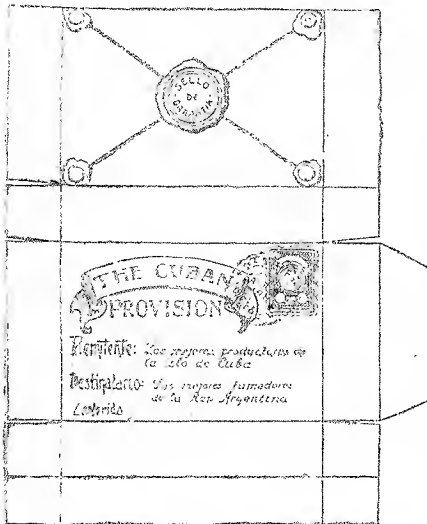 SELLO
DE
GARANTIA
THE CUBAN
PROVISION
Remitente: Los mejores productores de
la Isla de Cuba
Destinatario: Los mejores fumadores
de la Rep Argentina
Contenido